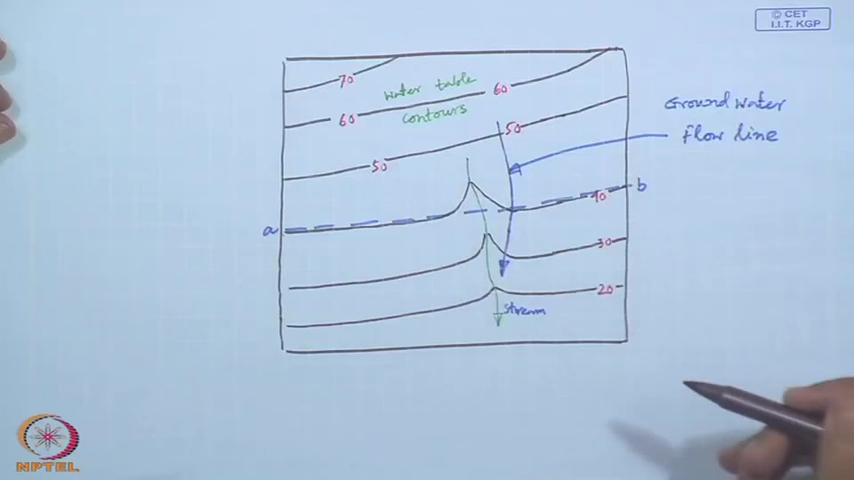 © CET
I.I.T. KGP
70
water table
60
60
contours
50
50
Ground water
flow line
a
40
b
30
20
stream
NPTEL